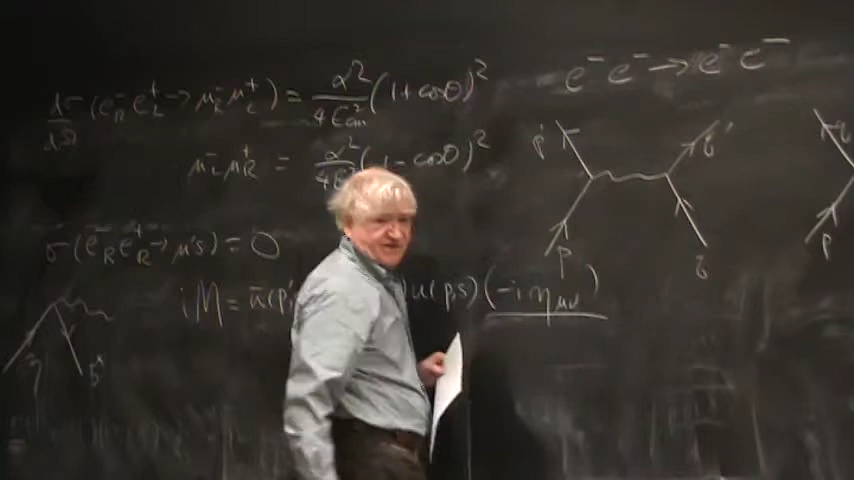 dσ/dΩ (e⁻_R e⁺_L → μ⁻_R μ⁺_L) = α²/4E²_cm (1 + cosθ)²
μ⁻_L μ⁺_R = α²/4E (1 - cosθ)²
σ(e⁻_R e⁺_R → μ's) = 0
iM = ū(p' u(p,s) (-i η_μν)
e⁻ e⁻ → e⁻ e⁻
p' q'
p q
p